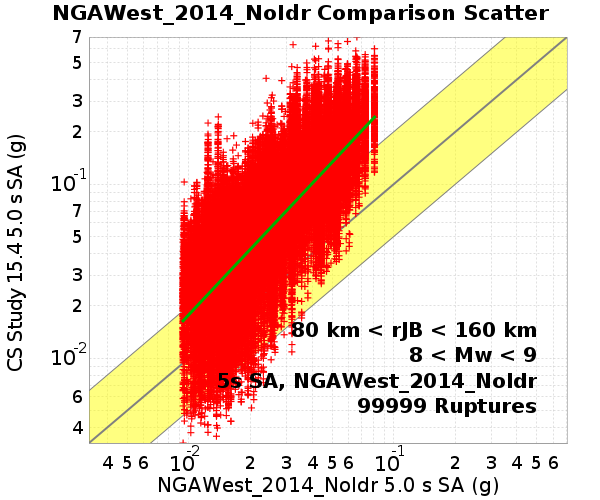 NGAWest_2014_NoIdr Comparison Scatter
CS Study 15.4 5.0 s SA (g)
7
5
3
2
10-1
7
5
3
2
10-2
6
4
80 km < rJB < 160 km
8 < Mw < 9
5s SA, NGAWest_2014_NoIdr
99999 Ruptures
4 5 6 10-2 2 3 4 5 6 10-1 2 3 4 5 6
NGAWest_2014_NoIdr 5.0 s SA (g)